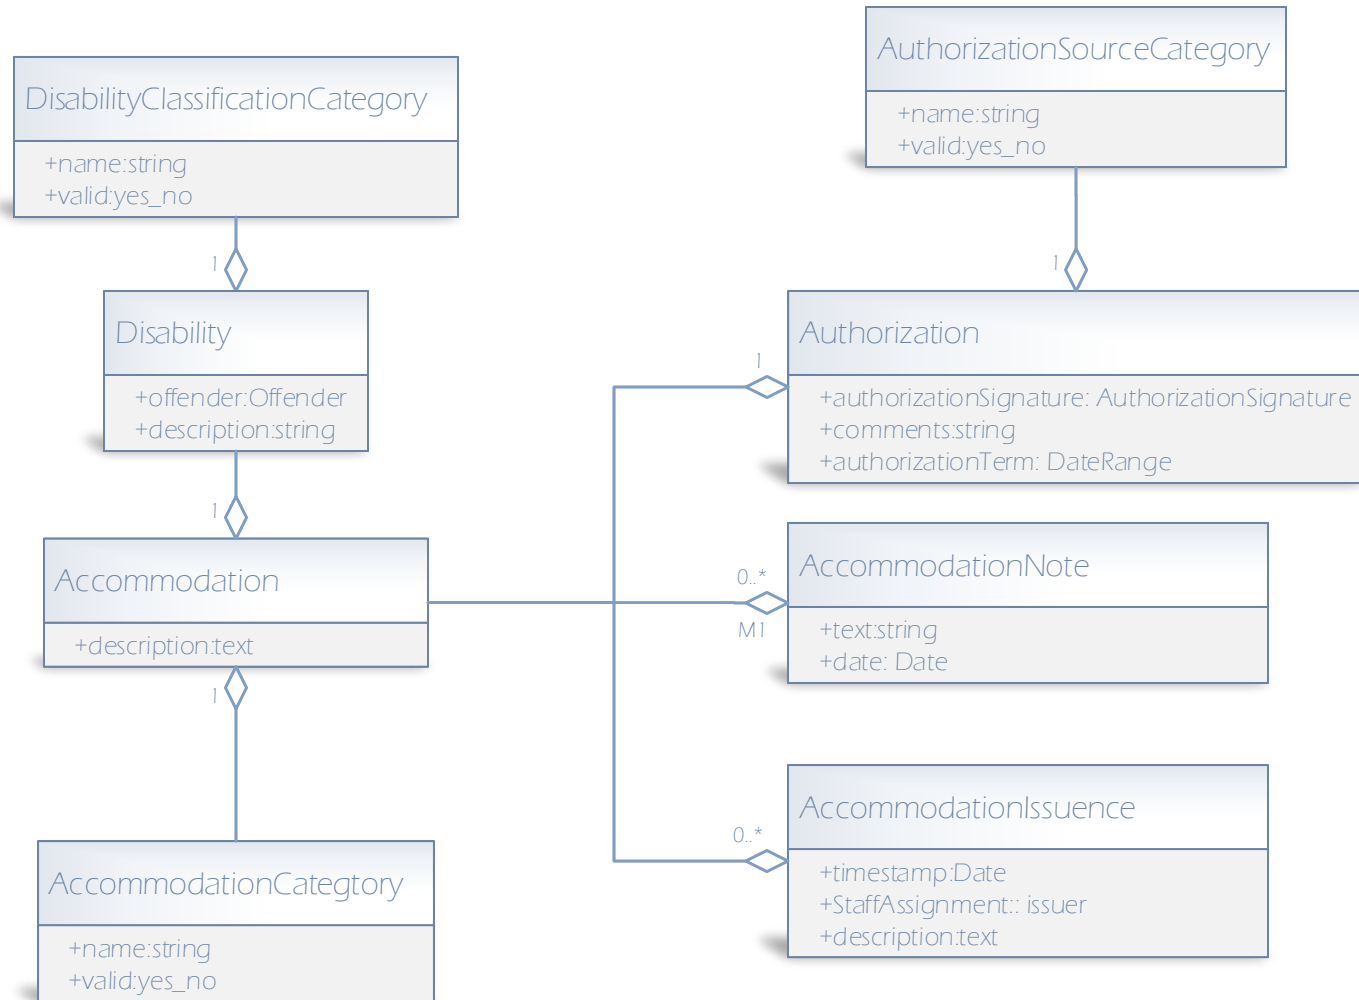 DisabilityClassificationCategory
+name:string
+valid:yes_no
1
Disability
+offender:Offender
+description:string
1
Accommodation
+description:text
1
AccommodationCategtory
+name:string
+valid:yes_no
AuthorizationSourceCategory
+name:string
+valid:yes_no
1
Authorization
+authorizationSignature: AuthorizationSignature
+comments:string
+authorizationTerm: DateRange
1
AccommodationNote
+text:string
+date: Date
0..*
M1
AccommodationIssuence
+timestamp:Date
+StaffAssignment:: issuer
+description:text
0..*